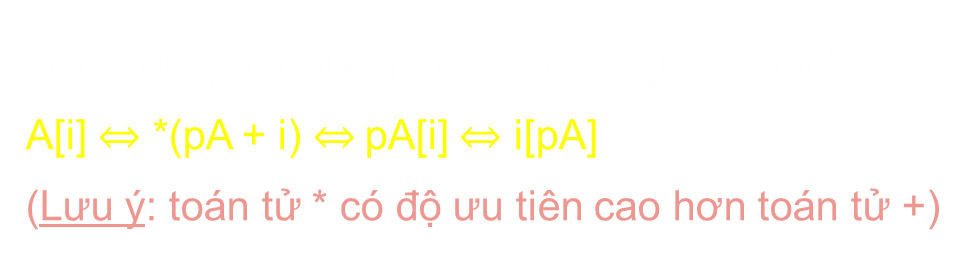 A[i] ⇔ *(pA + i) ⇔ pA[i] ⇔ i[pA]
(Lưu ý: toán tử * có độ ưu tiên cao hơn toán tử +)